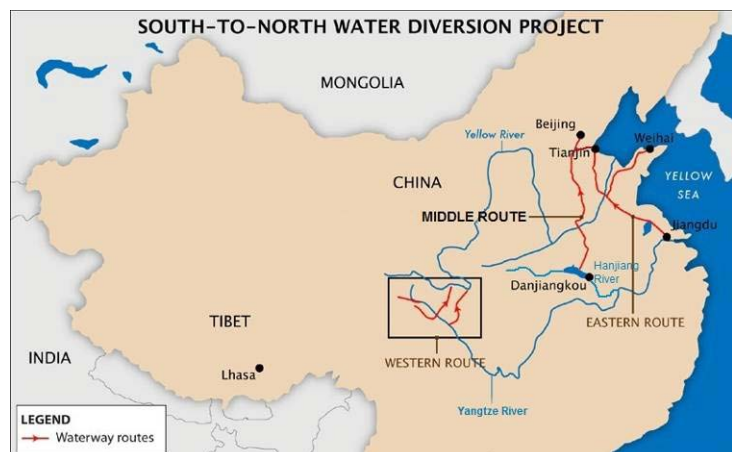 SOUTH-TO-NORTH WATER DIVERSION PROJECT
MONGOLIA
Beijing
Yellow River
Tianjin
Weihai
YELLOW
SEA
CHINA
MIDDLE ROUTE
Jiangdu
Hanjiang
River
Danjiangkou
EASTERN ROUTE
TIBET
INDIA
WESTERN ROUTE
Lhasa
Yangtze River
LEGEND
Waterway routes